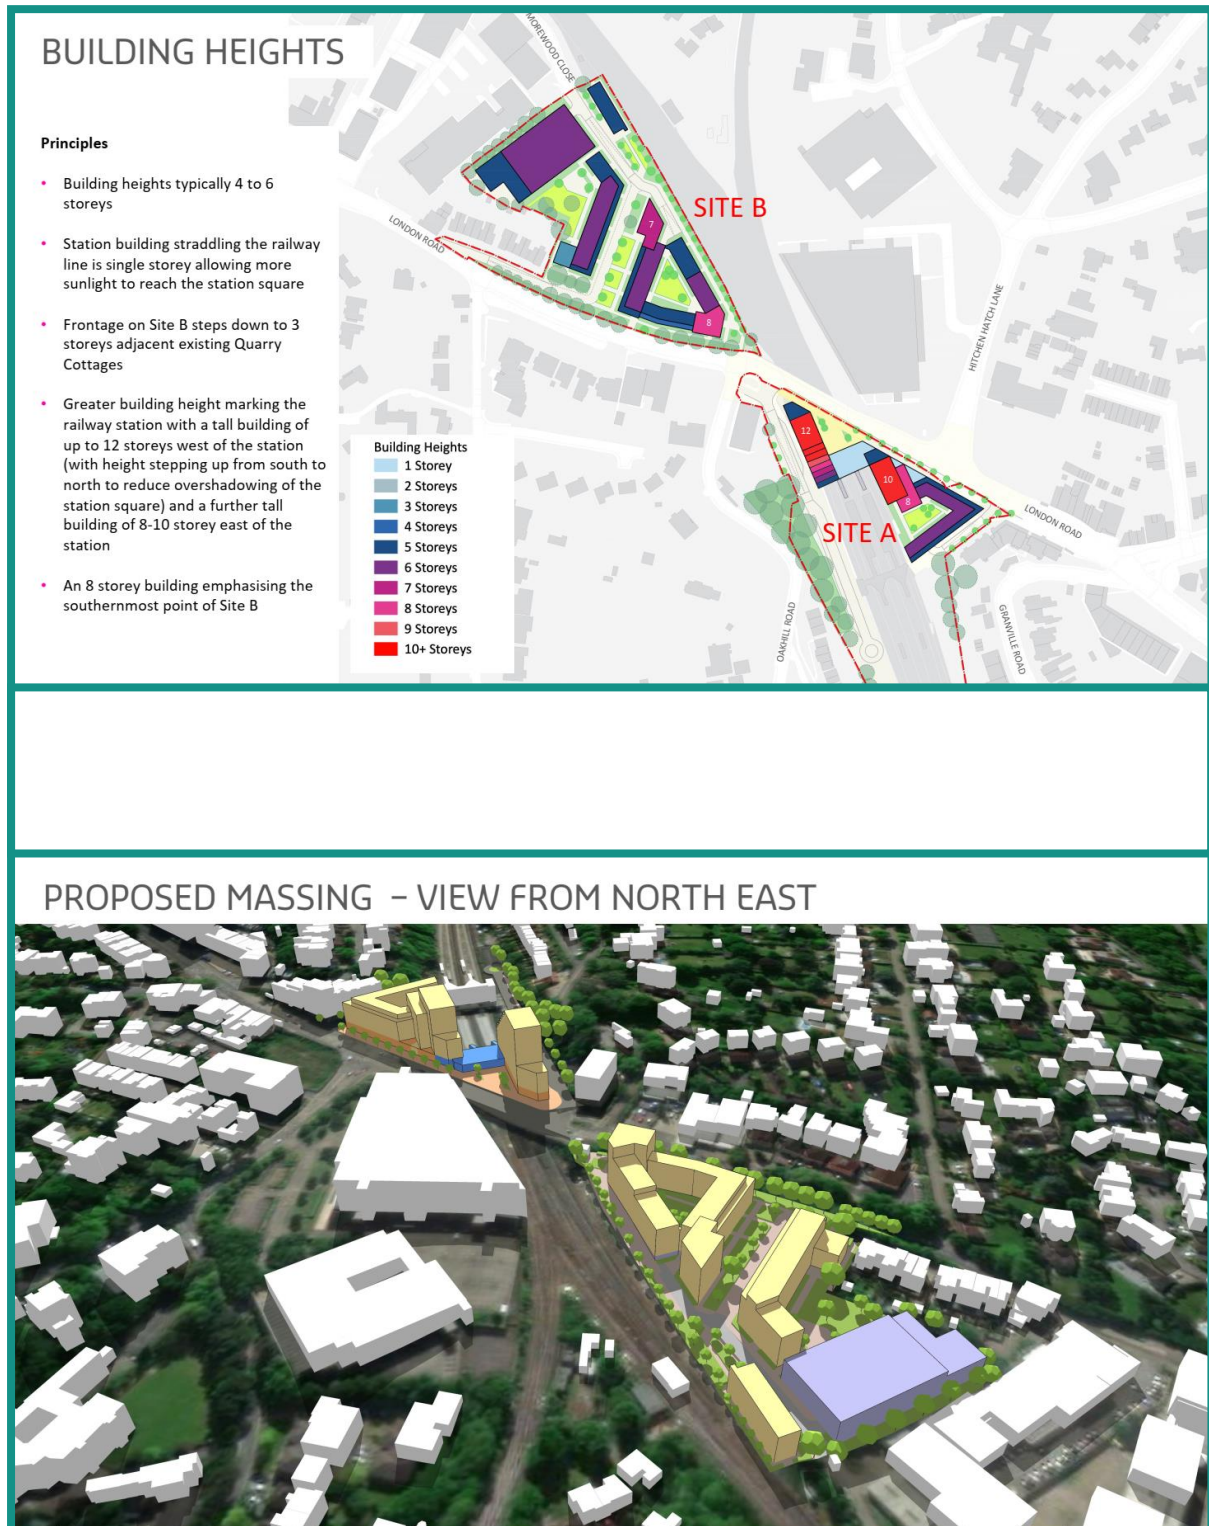 BUILDING HEIGHTS
Principles
• Building heights typically 4 to 6
storeys
• Station building straddling the railway
line is single storey allowing more
sunlight to reach the station square
• Frontage on Site B steps down to 3
storeys adjacent existing Quarry
Cottages
• Greater building height marking the
railway station with a tall building of
up to 12 storeys west of the station
(with height stepping up from south to
north to reduce overshadowing of the
station square) and a further tall
building of 8-10 storey east of the
station
• An 8 storey building emphasising the
southernmost point of Site B
MOREWOOD CLOSE
SITE B
LONDON ROAD
7
8
HITCHEN HATCH LANE
12
10
8
SITE A
LONDON ROAD
OAKHILL ROAD
GRANVILLE ROAD
Building Heights
1 Storey
2 Storeys
3 Storeys
4 Storeys
5 Storeys
6 Storeys
7 Storeys
8 Storeys
9 Storeys
10+ Storeys
PROPOSED MASSING – VIEW FROM NORTH EAST